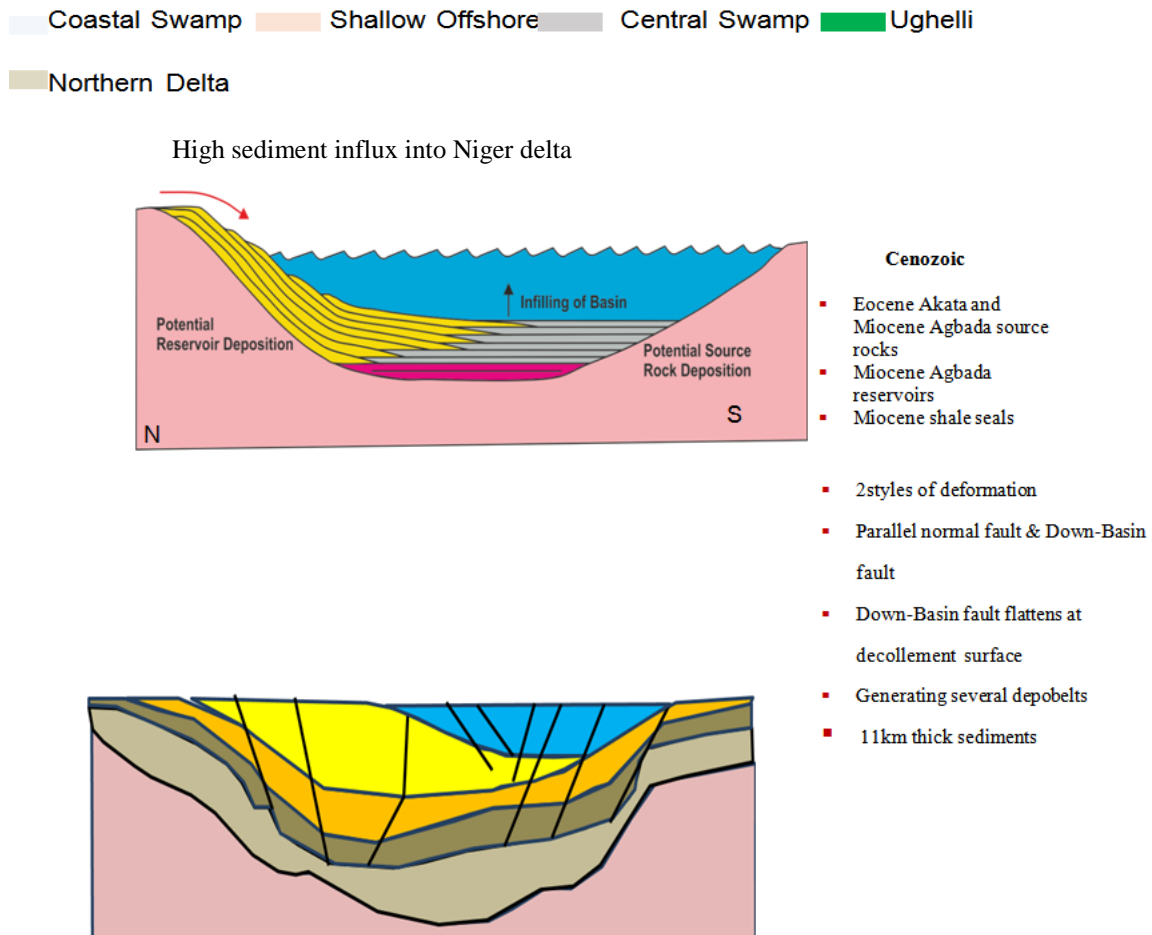 Coastal Swamp Shallow Offshore Central Swamp Ughelli
Northern Delta
High sediment influx into Niger delta
Infilling of Basin
Potential
Reservoir Deposition
Potential Source
Rock Deposition
N
S
Cenozoic
▪ Eocene Akata and
Miocene Agbada source
rocks
▪ Miocene Agbada
reservoirs
▪ Miocene shale seals
▪ 2styles of deformation
▪ Parallel normal fault & Down-Basin
fault
▪ Down-Basin fault flattens at
decollement surface
▪ Generating several depobelts
▪ 11km thick sediments